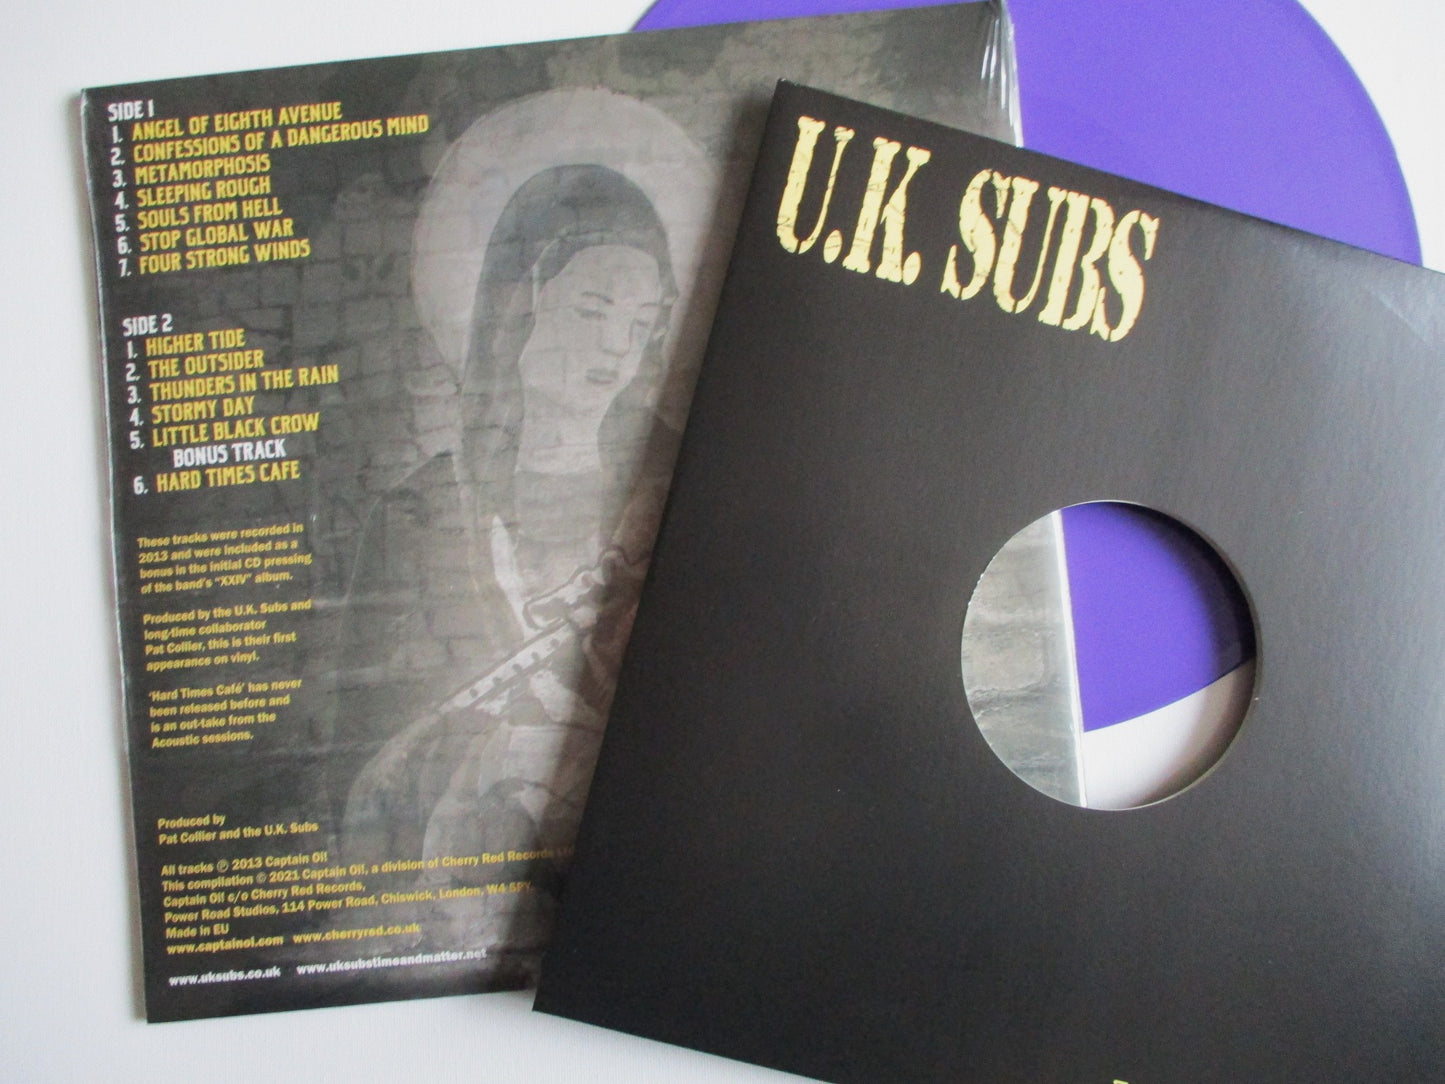 SIDE 1
1. ANGEL OF EIGHTH AVENUE
2. CONFESSIONS OF A DANGEROUS MIND
3. METAMORPHOSIS
4. SLEEPING ROUGH
5. SOULS FROM HELL
6. STOP GLOBAL WAR
7. FOUR STRONG WINDS
SIDE 2
1. HIGHER TIDE
2. THE OUTSIDER
3. THUNDERS IN THE RAIN
4. STORMY DAY
5. LITTLE BLACK CROW
BONUS TRACK
6. HARD TIMES CAFE
These tracks were recorded in
2013 and were included as a
bonus in the initial CD pressing
of the band's "XXIV" album.
Produced by the U.K. Subs and
long-time collaborator
Pat Collier, this is their first
appearance on vinyl.
'Hard Times Café' has never
been released before and
is an out-take from the
Acoustic sessions.
Produced by
Pat Collier and the U.K. Subs
All tracks ℗ 2013 Captain Oi!
This compilation © 2021 Captain Oi!, a division of Cherry Red Records
Captain Oi! c/o Cherry Red Records,
Power Road Studios, 114 Power Road, Chiswick, London, W4 5PY.
Made in EU
www.captainoi.com www.cherryred.co.uk
www.uksubs.co.uk www.uksubstimeandmatter.net
U.K. SUBS